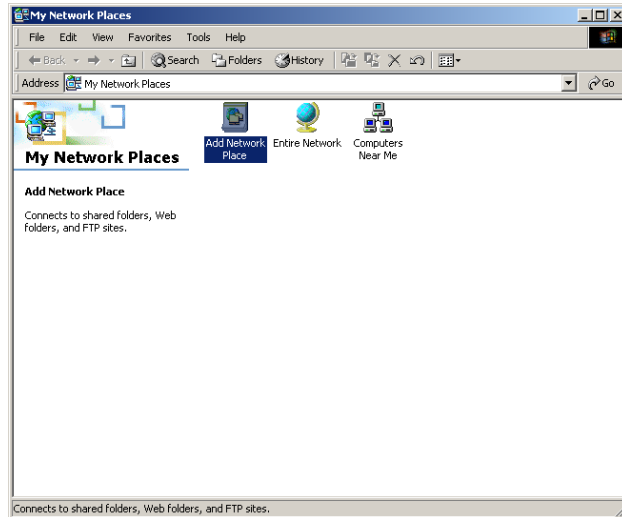 My Network Places
File Edit View Favorites Tools Help
Back Search Folders History
Address My Network Places Go
Add Network Place
Entire Network
Computers Near Me
My Network Places
Add Network Place
Connects to shared folders, Web
folders, and FTP sites.
Connects to shared folders, Web folders, and FTP sites.